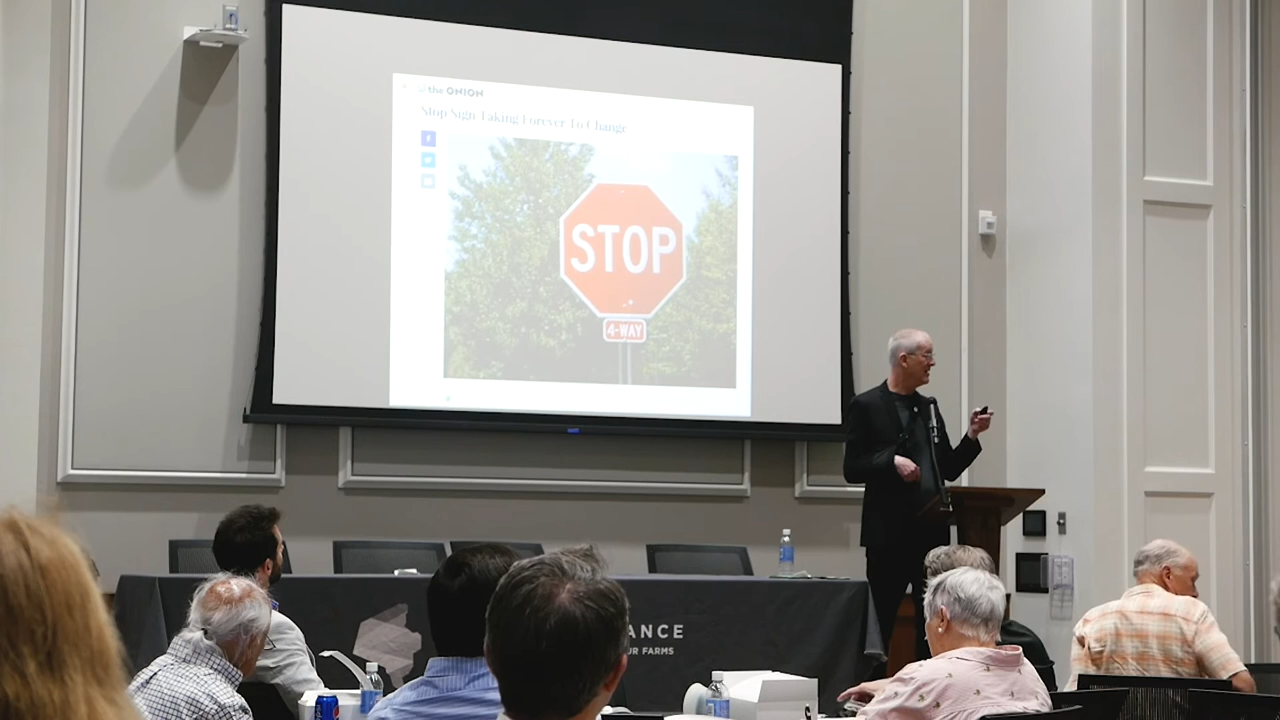 the ONION
Stop Sign Taking Forever To Change
STOP
4-WAY
ANCE
UR FARMS